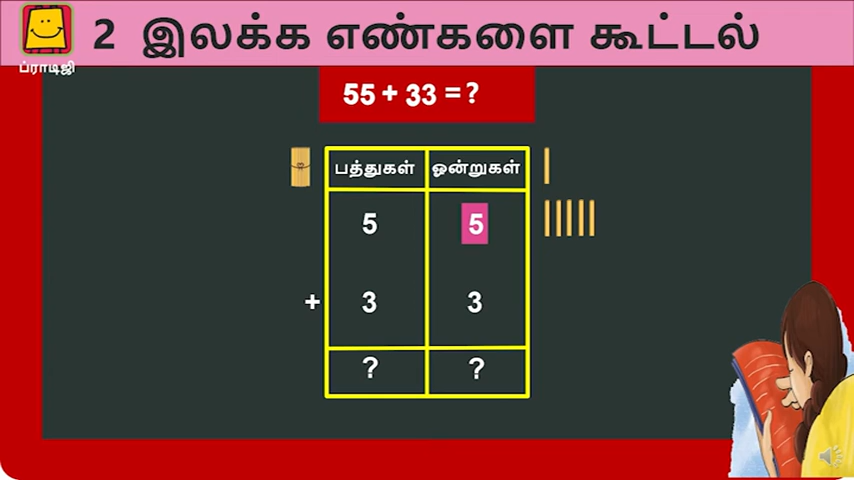 2 இலக்க எண்களை கூட்டல்
ப்ராடிஜி
55 + 33 = ?
பத்துகள் ஒன்றுகள்
5 5
+ 3 3
? ?